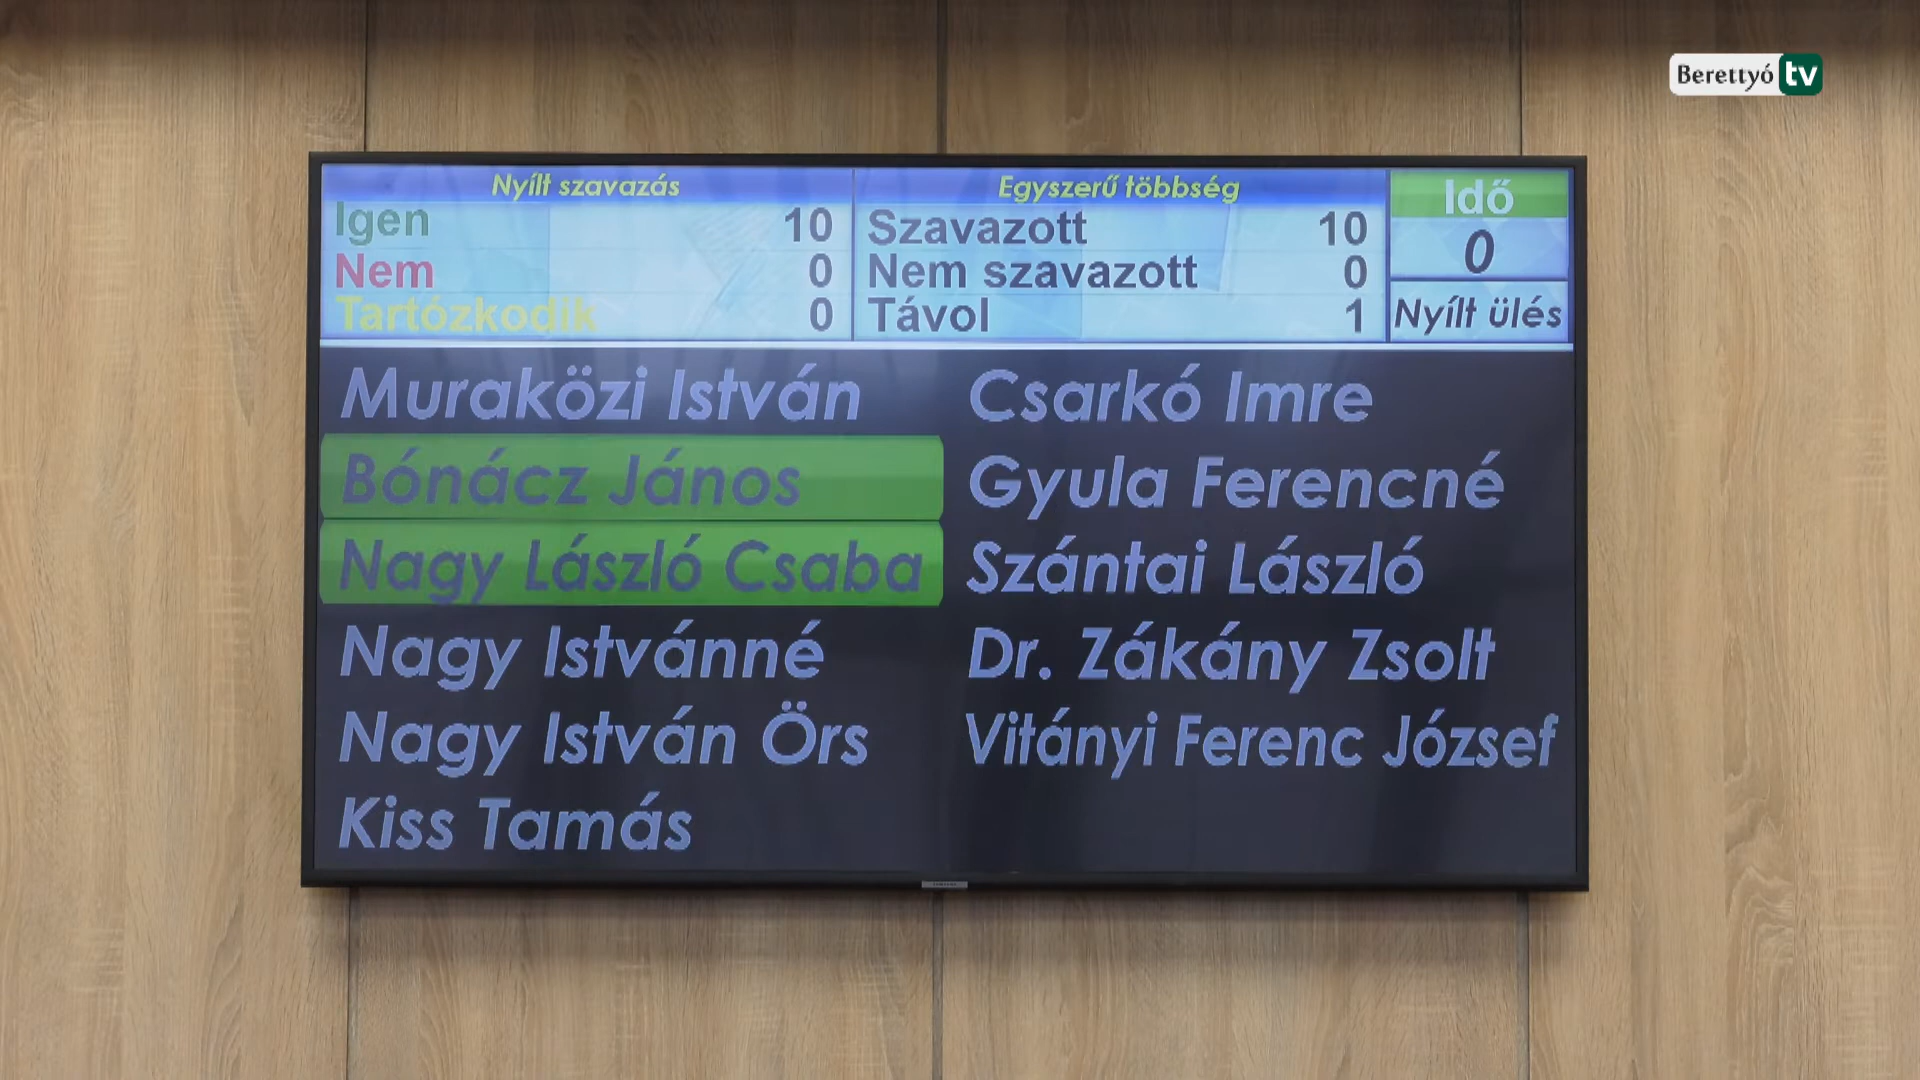 Berettyó tv
Nyílt szavazás
Igen 10
Nem 0
Tartózkodik 0
Egyszerű többség
Szavazott 10
Nem szavazott 0
Távol 1
Idő
0
Nyílt ülés
Muraközi István
Bónácz János
Nagy László Csaba
Nagy Istvánné
Nagy István Örs
Kiss Tamás
Csarkó Imre
Gyula Ferencné
Szántai László
Dr. Zákány Zsolt
Vitányi Ferenc József